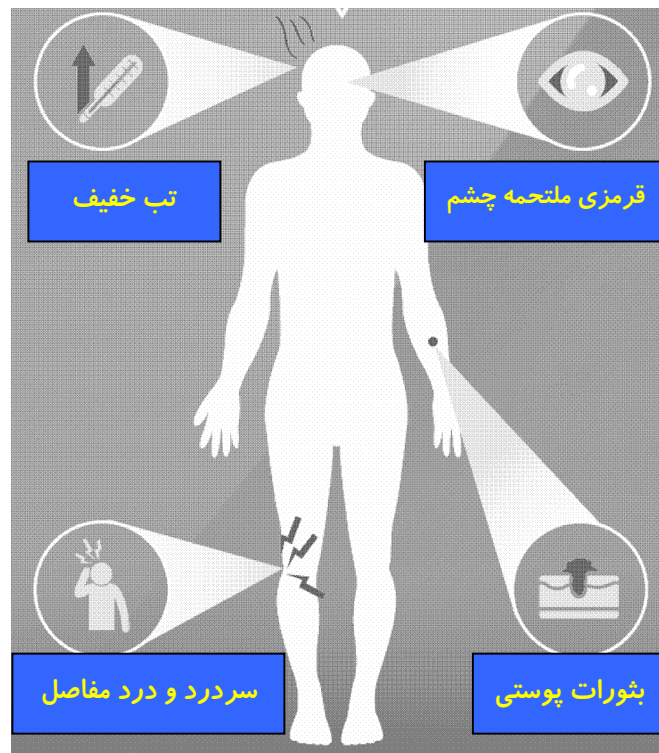 قرمزی ملتحمه چشم
تب خفیف
بثورات پوستی
سردرد و درد مفاصل